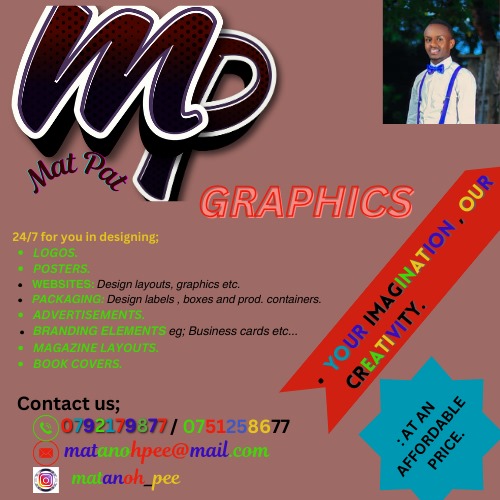 MP
Mat Pat
GRAPHICS
24/7 for you in designing;
• LOGOS.
• POSTERS.
• WEBSITES: Design layouts, graphics etc.
• PACKAGING: Design labels , boxes and prod. containers.
• ADVERTISEMENTS.
• BRANDING ELEMENTS eg; Business cards etc...
• MAGAZINE LAYOUTS.
• BOOK COVERS.
• YOUR IMAGINATION , OUR
CREATIVITY.
: AT AN
AFFORDABLE
PRICE.
Contact us;
0792179877 / 0751258677
matanohpee@mail.com
matanoh_pee